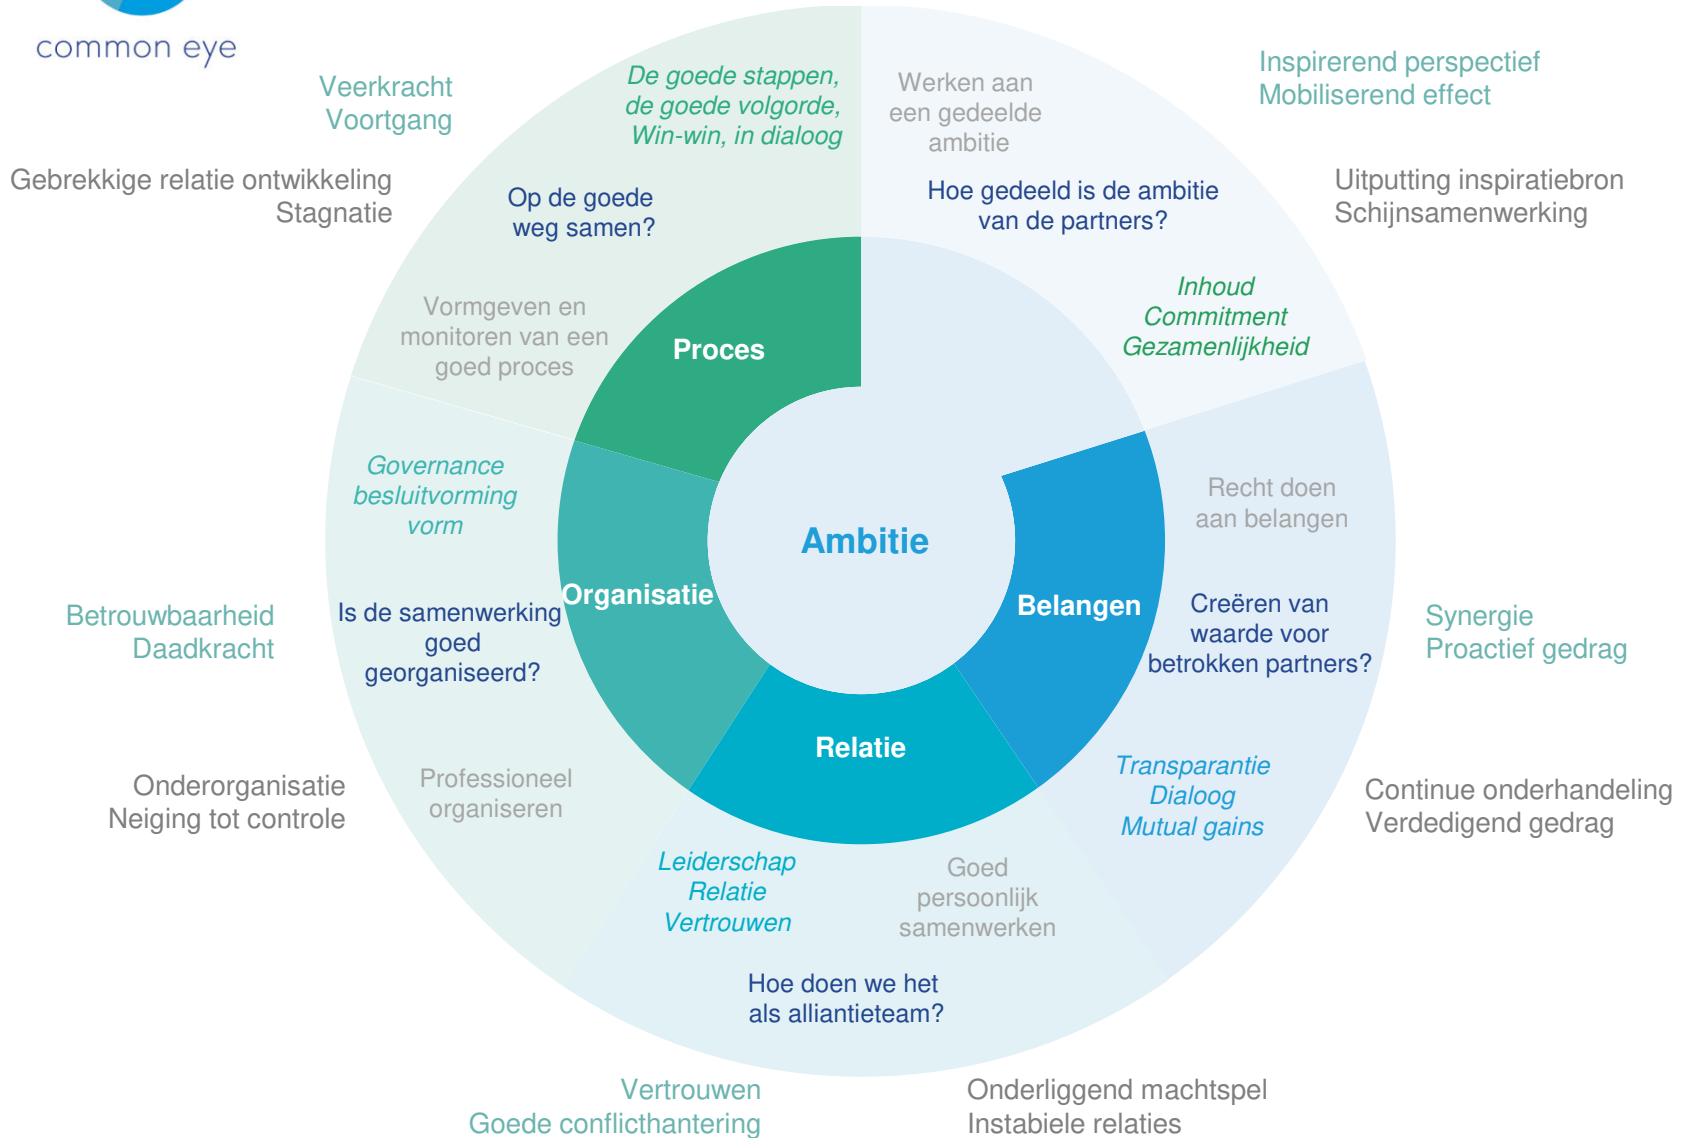 common eye
Veerkracht
Voortgang
Gebrekkige relatie ontwikkeling
Stagnatie
De goede stappen,
de goede volgorde,
Win-win, in dialoog
Op de goede
weg samen?
Vormgeven en
monitoren van een
goed proces
Proces
Werken aan
een gedeelde
ambitie
Hoe gedeeld is de ambitie
van de partners?
Inhoud
Commitment
Gezamenlijkheid
Inspirerend perspectief
Mobiliserend effect
Uitputting inspiratiebron
Schijnsamenwerking
Ambitie
Governance
besluitvorming
vorm
Organisatie
Is de samenwerking
goed
georganiseerd?
Professioneel
organiseren
Betrouwbaarheid
Daadkracht
Onderorganisatie
Neiging tot controle
Belangen
Recht doen
aan belangen
Creëren van
waarde voor
betrokken partners?
Transparantie
Dialoog
Mutual gains
Synergie
Proactief gedrag
Continue onderhandeling
Verdedigend gedrag
Relatie
Leiderschap
Relatie
Vertrouwen
Goed
persoonlijk
samenwerken
Hoe doen we het
als alliantieteam?
Vertrouwen
Goede conflicthantering
Onderliggend machtspel
Instabiele relaties